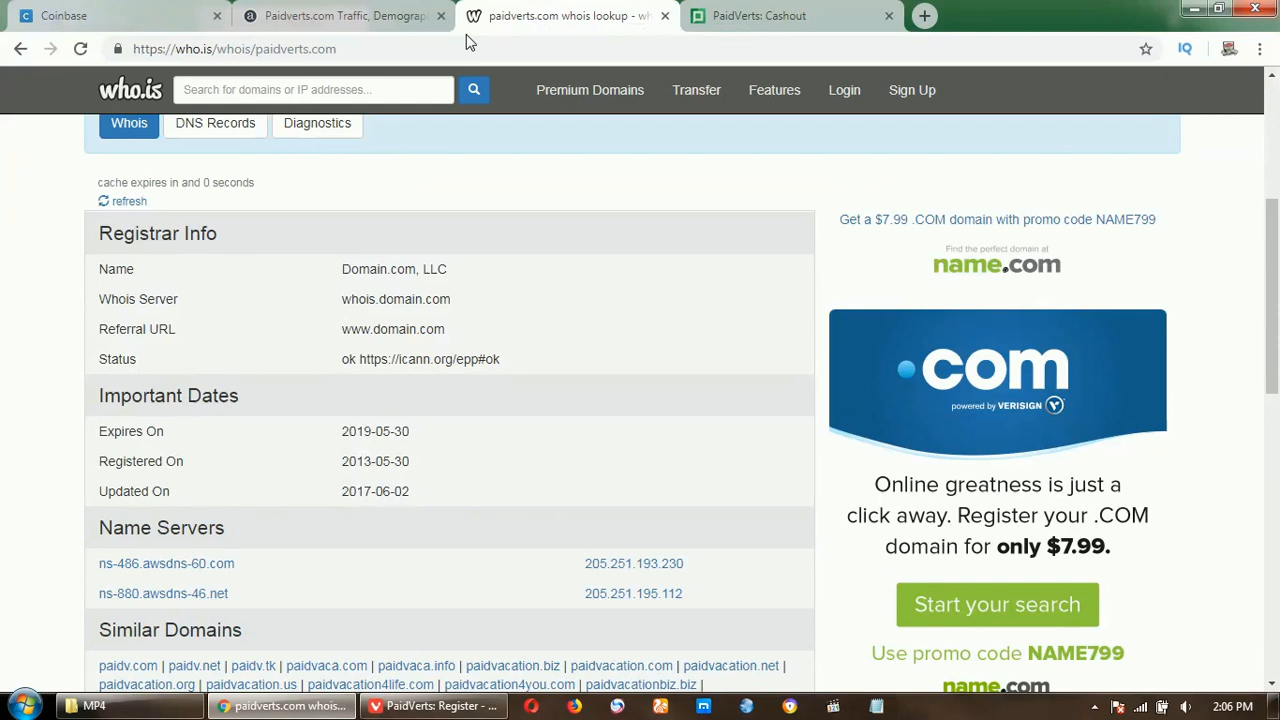 Coinbase
Paidverts.com Traffic, Demograp
paidverts.com whois lookup - wh
PaidVerts: Cashout
https://who.is/whois/paidverts.com
IQ
who.is
Search for domains or IP addresses...
Premium Domains
Transfer
Features
Login
Sign Up
Whois
DNS Records
Diagnostics
cache expires in and 0 seconds
refresh
Registrar Info
Name Domain.com, LLC
Whois Server whois.domain.com
Referral URL www.domain.com
Status ok https://icann.org/epp#ok
Important Dates
Expires On 2019-05-30
Registered On 2013-05-30
Updated On 2017-06-02
Name Servers
ns-486.awsdns-60.com 205.251.193.230
ns-880.awsdns-46.net 205.251.195.112
Similar Domains
paidv.com | paidv.net | paidv.tk | paidvaca.com | paidvaca.info | paidvacation.biz | paidvacation.com | paidvacation.net |
paidvacation.org | paidvacation.us | paidvacation4life.com | paidvacation4you.com | paidvacationbiz.biz |
Get a $7.99 .COM domain with promo code NAME799
Find the perfect domain at
name.com
.com
powered by VERISIGN
Online greatness is just a
click away. Register your .COM
domain for only $7.99.
Start your search
Use promo code NAME799
name.com
MP4
paidverts.com whois...
PaidVerts: Register - ...
2:06 PM